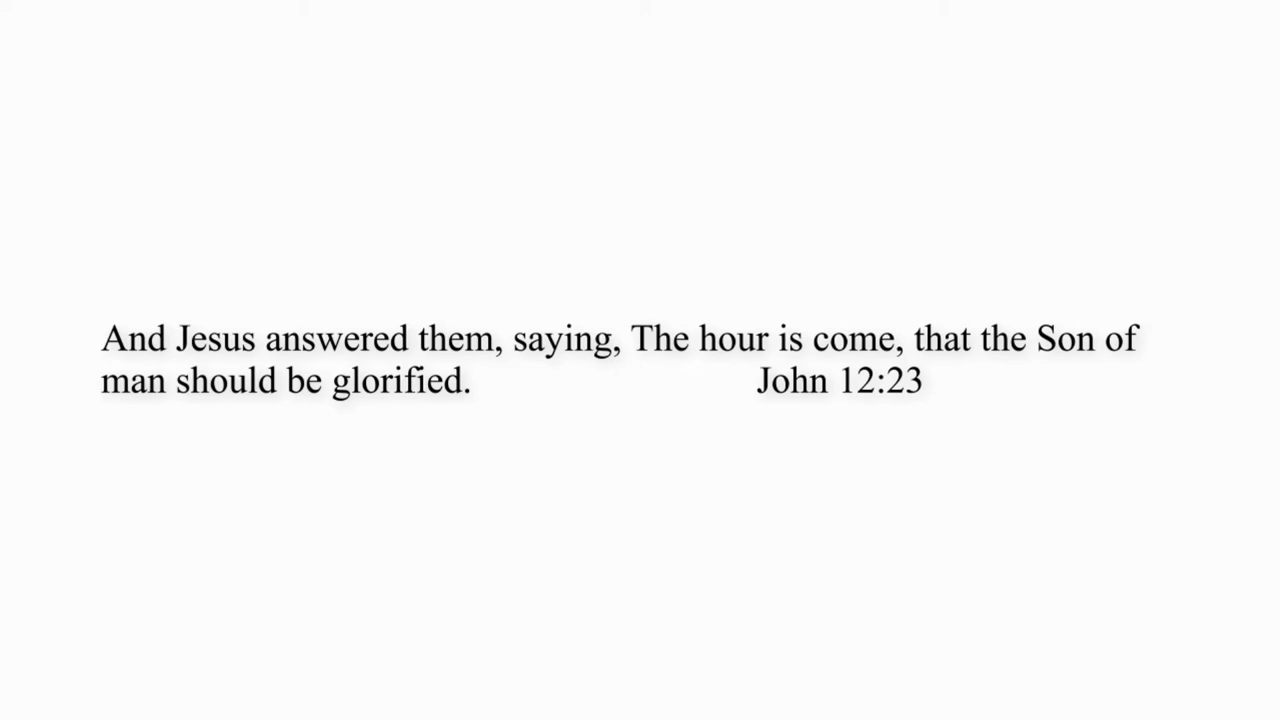 And Jesus answered them, saying, The hour is come, that the Son of
man should be glorified. John 12:23